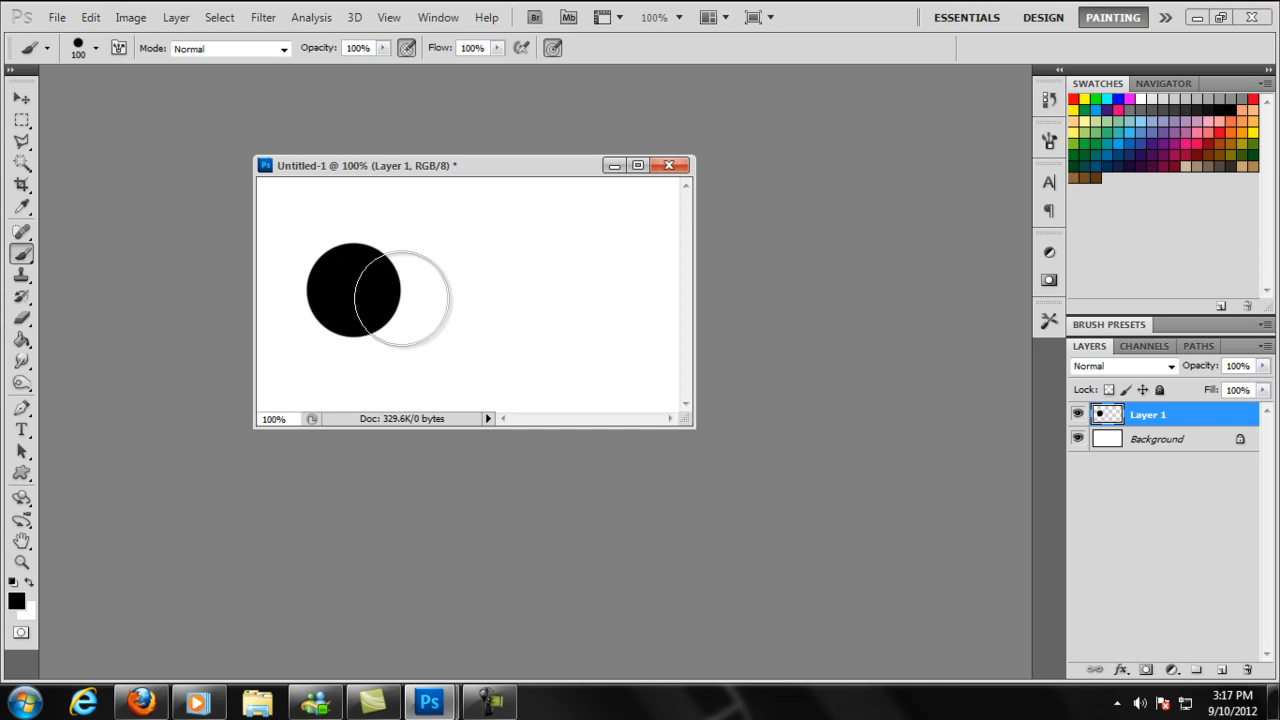 Ps File Edit Image Layer Select Filter Analysis 3D View Window Help Br Mb 100% ESSENTIALS DESIGN PAINTING
100 Mode: Normal Opacity: 100% Flow: 100%
SWATCHES NAVIGATOR
Ps Untitled-1 @ 100% (Layer 1, RGB/8) *
100% Doc: 329.6K/0 bytes
BRUSH PRESETS
LAYERS CHANNELS PATHS
Normal Opacity: 100%
Lock: Fill: 100%
Layer 1
Background
fx
Ps
3:17 PM
9/10/2012